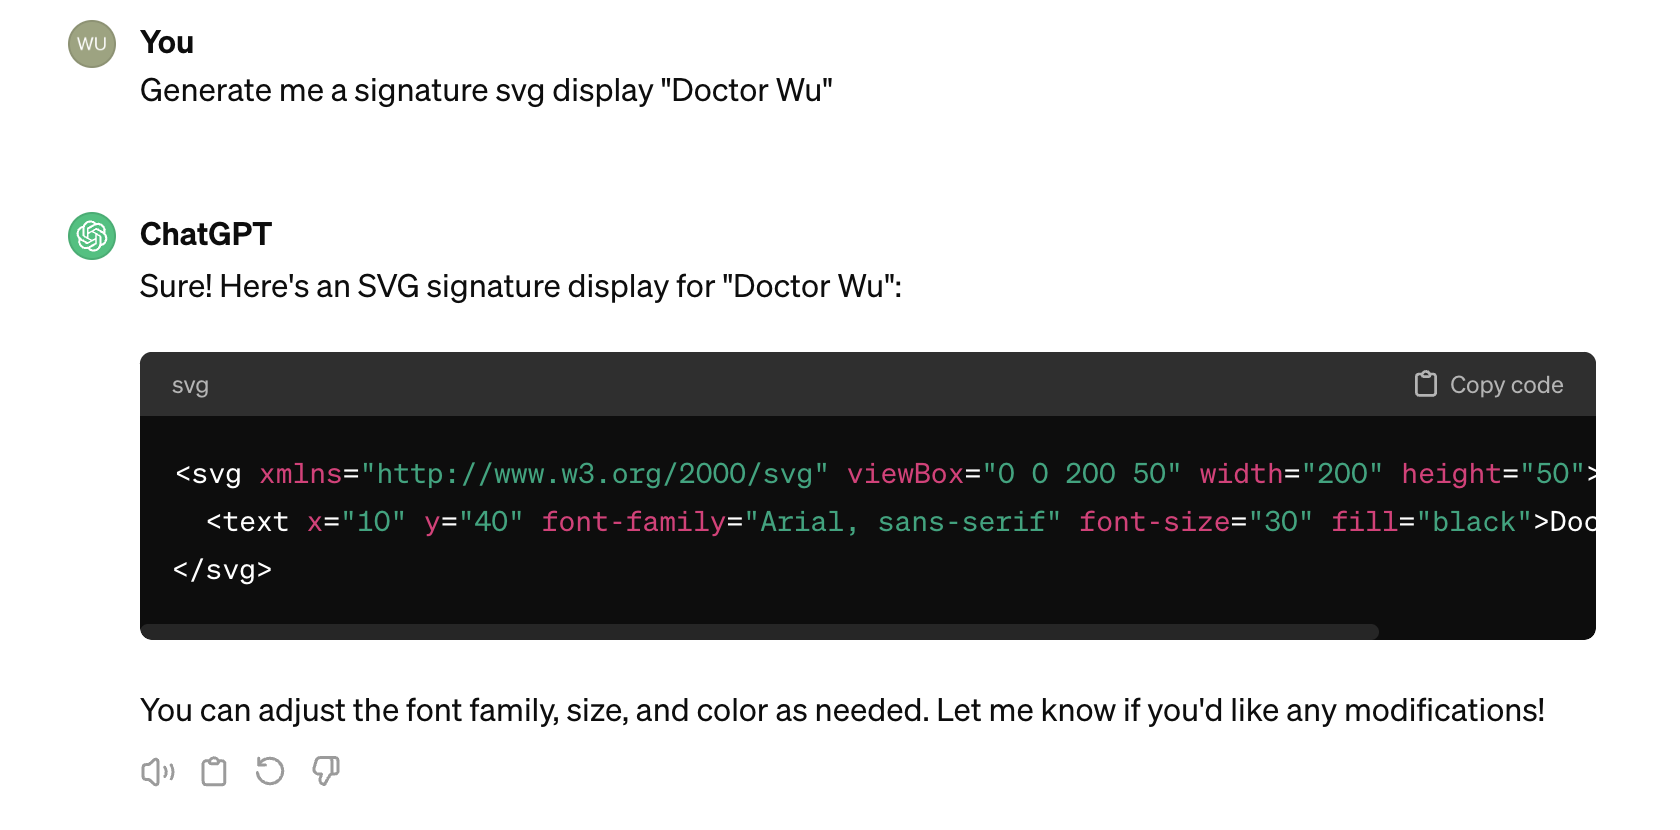 WU
You
Generate me a signature svg display "Doctor Wu"
ChatGPT
Sure! Here's an SVG signature display for "Doctor Wu":
svg
Copy code
<svg xmlns="http://www.w3.org/2000/svg" viewBox="0 0 200 50" width="200" height="50">
<text x="10" y="40" font-family="Arial, sans-serif" font-size="30" fill="black">Doc
</svg>
You can adjust the font family, size, and color as needed. Let me know if you'd like any modifications!